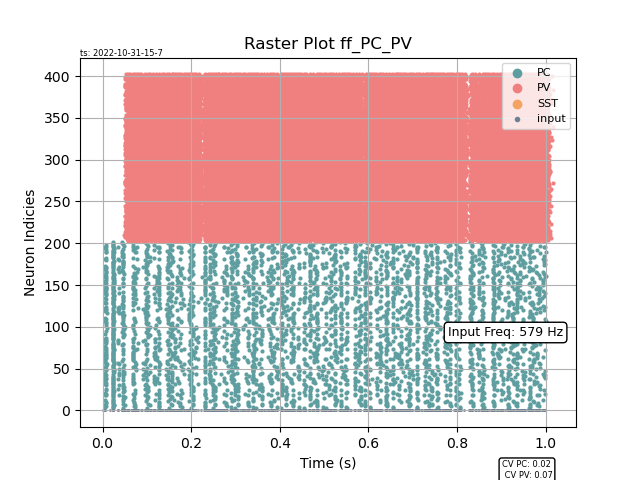 Raster Plot ff_PC_PV
ts: 2022-10-31-15-7
PC
PV
SST
input
400
350
300
250
200
150
100
50
0
Neuron Indicies
Input Freq: 579 Hz
0.0 0.2 0.4 0.6 0.8 1.0
Time (s)
CV PC: 0.02
CV PV: 0.07